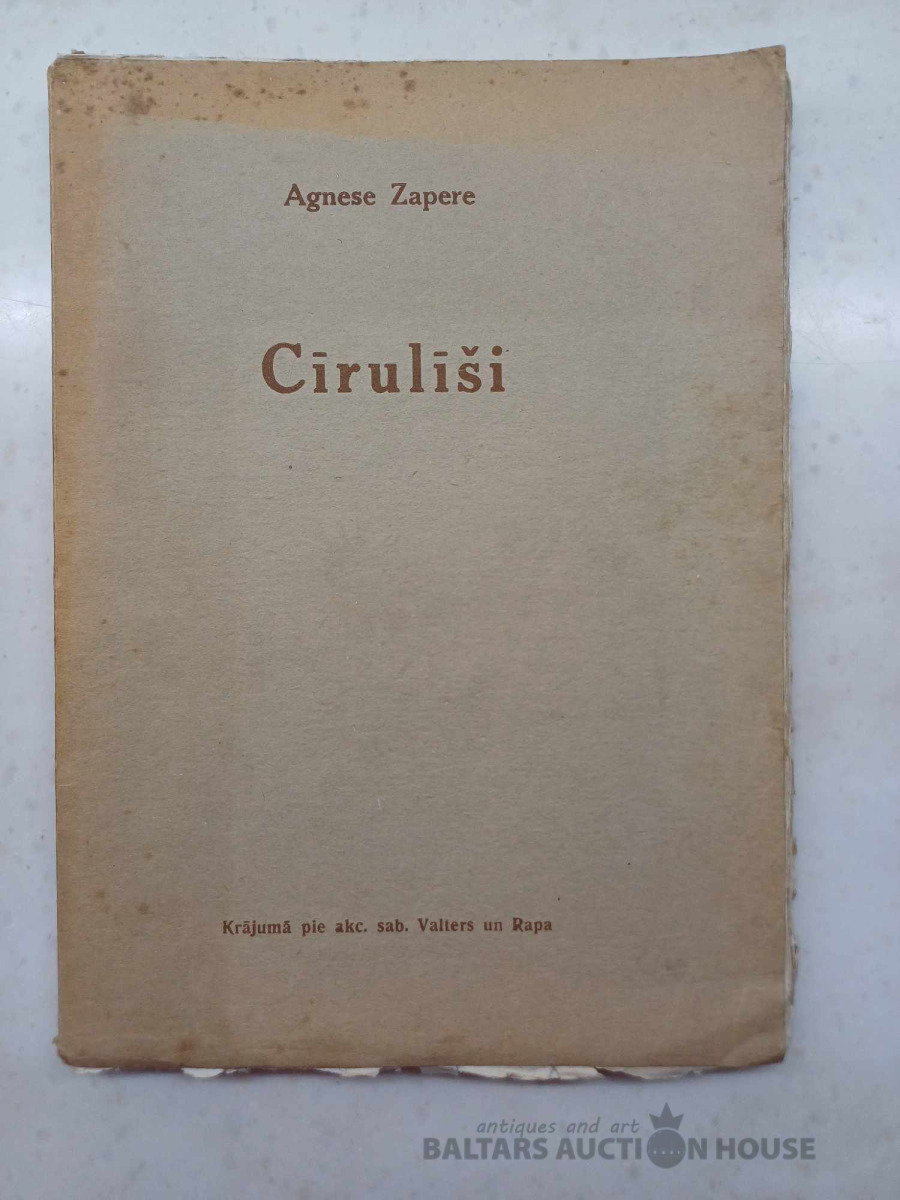 Agnese Zapere
Cīrulīši
Krājumā pie akc. sab. Valters un Rapa
antiques and art
BALTARS AUCTION HOUSE